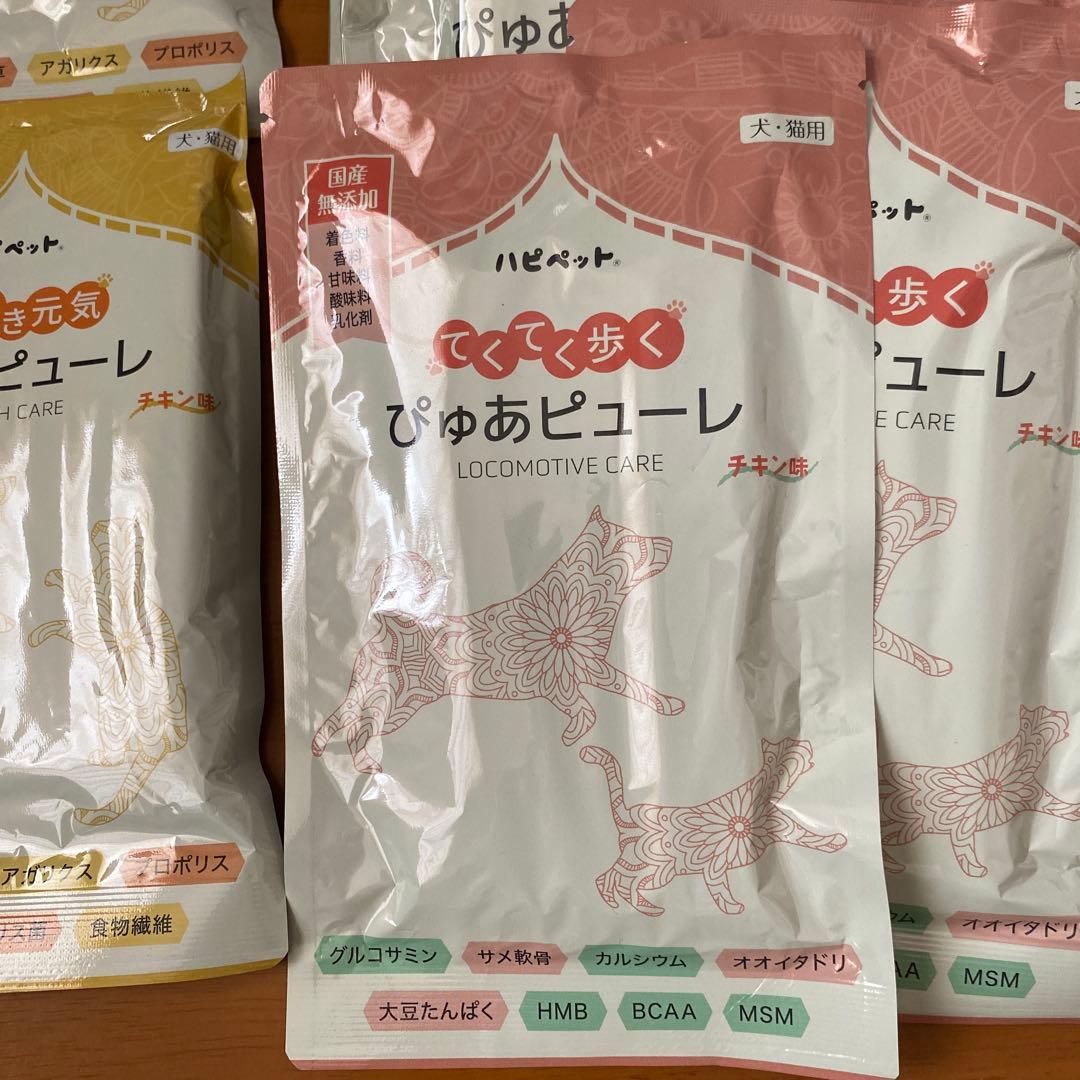 ぴゅあ
アガリクス
プロポリス
犬・猫用
ペット®
き元気
ピューレ
H CARE
チキン味
アガリクス
プロポリス
ス菌
食物繊維
犬・猫用
国産
無添加
着色料
香料
甘味料
酸味料
乳化剤
ハピペット®
てくてく歩く
ぴゅあピューレ
LOCOMOTIVE CARE
チキン味
グルコサミン
サメ軟骨
カルシウム
オオイタドリ
大豆たんぱく
HMB
BCAA
MSM
ペット®
歩く
ューレ
E CARE
チキン味
ウム
オオイタドリ
AA
MSM